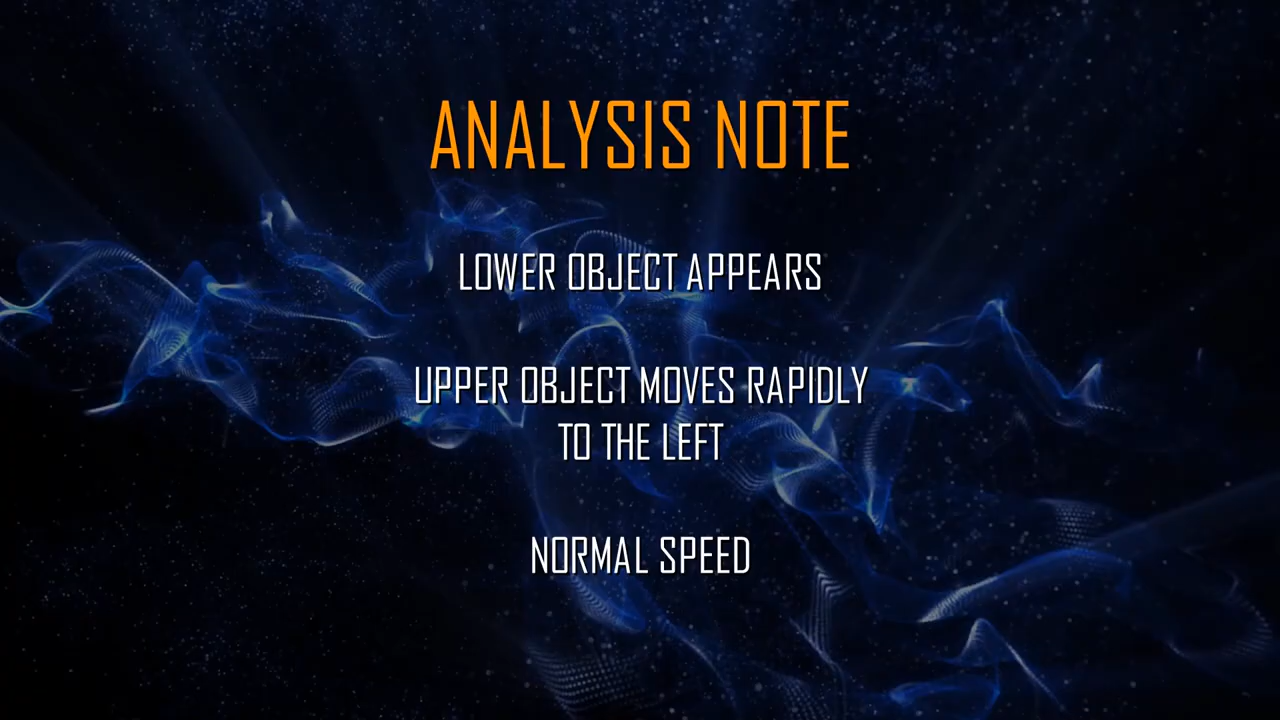 ANALYSIS NOTE
LOWER OBJECT APPEARS
UPPER OBJECT MOVES RAPIDLY
TO THE LEFT
NORMAL SPEED